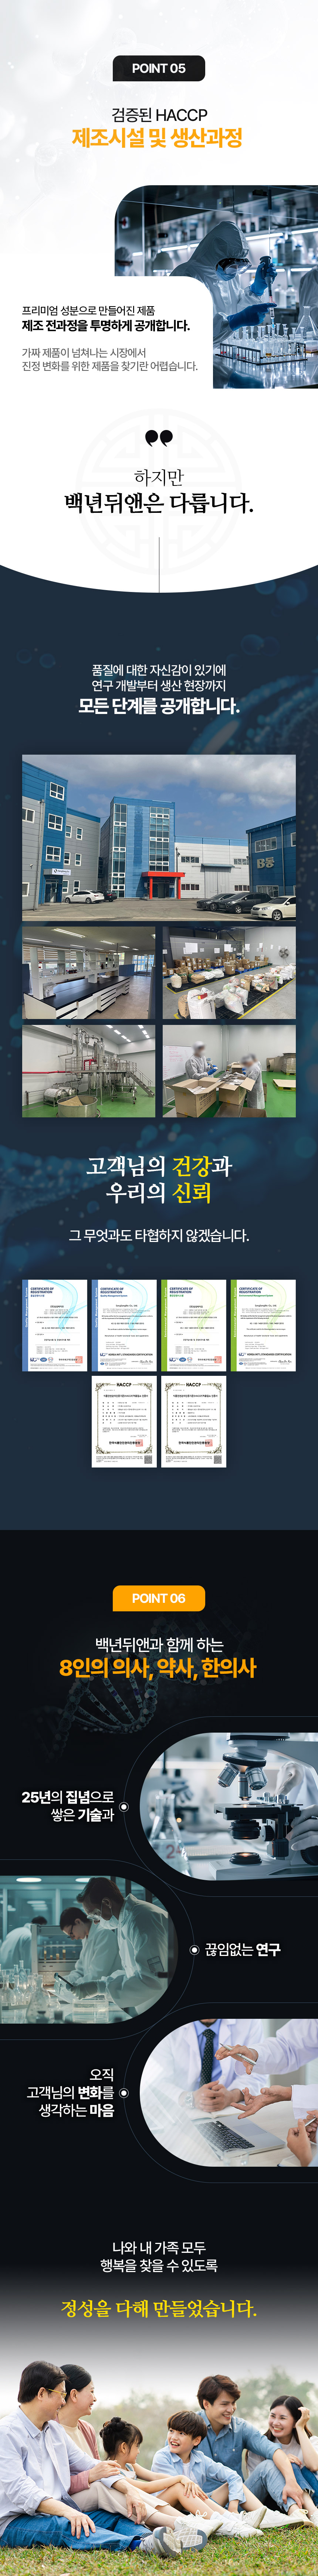 POINT 05
검증된 HACCP
제조시설 및 생산과정
프리미엄 성분으로 만들어진 제품
제조 전과정을 투명하게 공개합니다.
가짜 제품이 넘쳐나는 시장에서
진정 변화를 위한 제품을 찾기란 어렵습니다.
하지만
백년뒤앤은 다릅니다.
품질에 대한 자신감이 있기에
연구 개발부터 생산 현장까지
모든 단계를 공개합니다.
B동
고객님의 건강과
우리의 신뢰
그 무엇과도 타협하지 않겠습니다.
CERTIFICATE OF
REGISTRATION
CERTIFICATE OF
REGISTRATION
CERTIFICATE OF
REGISTRATION
CERTIFICATE OF
REGISTRATION
HACCP
HACCP
POINT 06
백년뒤앤과 함께 하는
8인의 의사, 약사, 한의사
25년의 집념으로
쌓은 기술과
끊임없는 연구
오직
고객님의 변화를
생각하는 마음
나와 내 가족 모두
행복을 찾을 수 있도록
정성을 다해 만들었습니다.